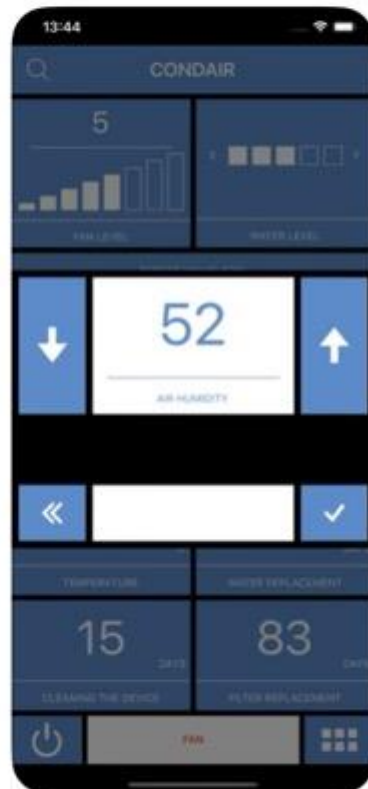 13:44
CONDAIR
5
FAN LEVEL
WATER LEVEL
52
AIR HUMIDITY
TEMPERATURE
WATER REPLACEMENT
15
83
DAYS
DAYS
CLEANING THE DEVICE
FILTER REPLACEMENT
FAN